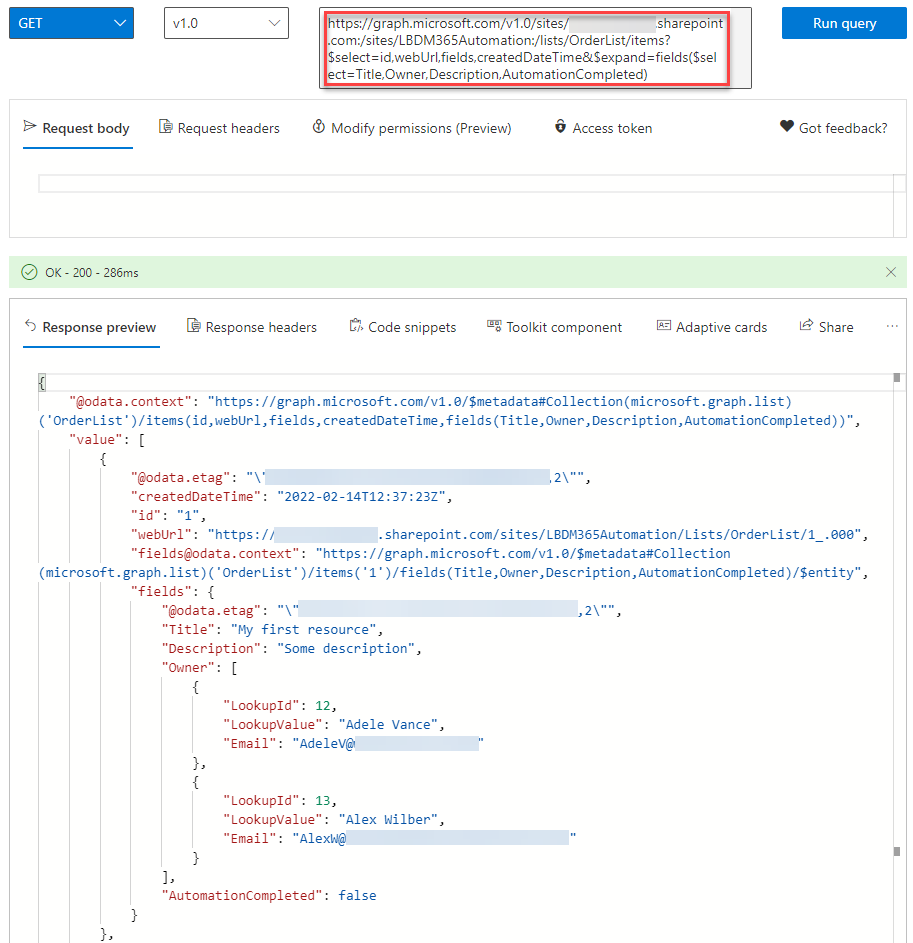 GET
v1.0
https://graph.microsoft.com/v1.0/sites/ .sharepoint
.com:/sites/LBDM365Automation:/lists/OrderList/items?
$select=id,webUrl,fields,createdDateTime&$expand=fields($sel
ect=Title,Owner,Description,AutomationCompleted)
Run query
Request body
Request headers
Modify permissions (Preview)
Access token
Got feedback?
OK - 200 - 286ms
Response preview
Response headers
Code snippets
Toolkit component
Adaptive cards
Share
...
{
"@odata.context": "https://graph.microsoft.com/v1.0/$metadata#Collection(microsoft.graph.list)
('OrderList')/items(id,webUrl,fields,createdDateTime,fields(Title,Owner,Description,AutomationCompleted))",
"value": [
{
"@odata.etag": "\" ,2\"",
"createdDateTime": "2022-02-14T12:37:23Z",
"id": "1",
"webUrl": "https:// .sharepoint.com/sites/LBDM365Automation/Lists/OrderList/1_.000",
"fields@odata.context": "https://graph.microsoft.com/v1.0/$metadata#Collection
(microsoft.graph.list)('OrderList')/items('1')/fields(Title,Owner,Description,AutomationCompleted)/$entity",
"fields": {
"@odata.etag": "\" ,2\"",
"Title": "My first resource",
"Description": "Some description",
"Owner": [
{
"LookupId": 12,
"LookupValue": "Adele Vance",
"Email": "AdeleV@ "
},
{
"LookupId": 13,
"LookupValue": "Alex Wilber",
"Email": "AlexW@ "
}
],
"AutomationCompleted": false
}
},